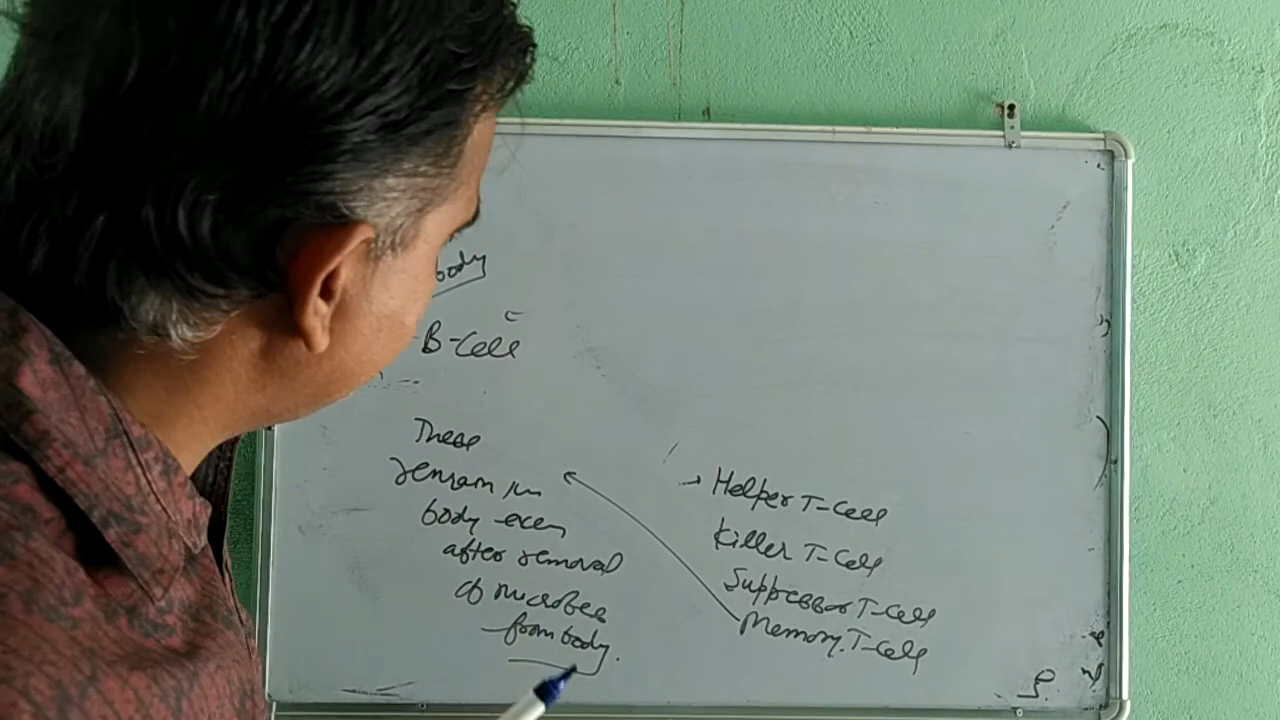 body
B-Cell
These
remain in
body even
after removal
of microbes
from body.
→ Helper T-Cell
Killer T-Cell
Suppressor T-Cell
Memory T-Cell